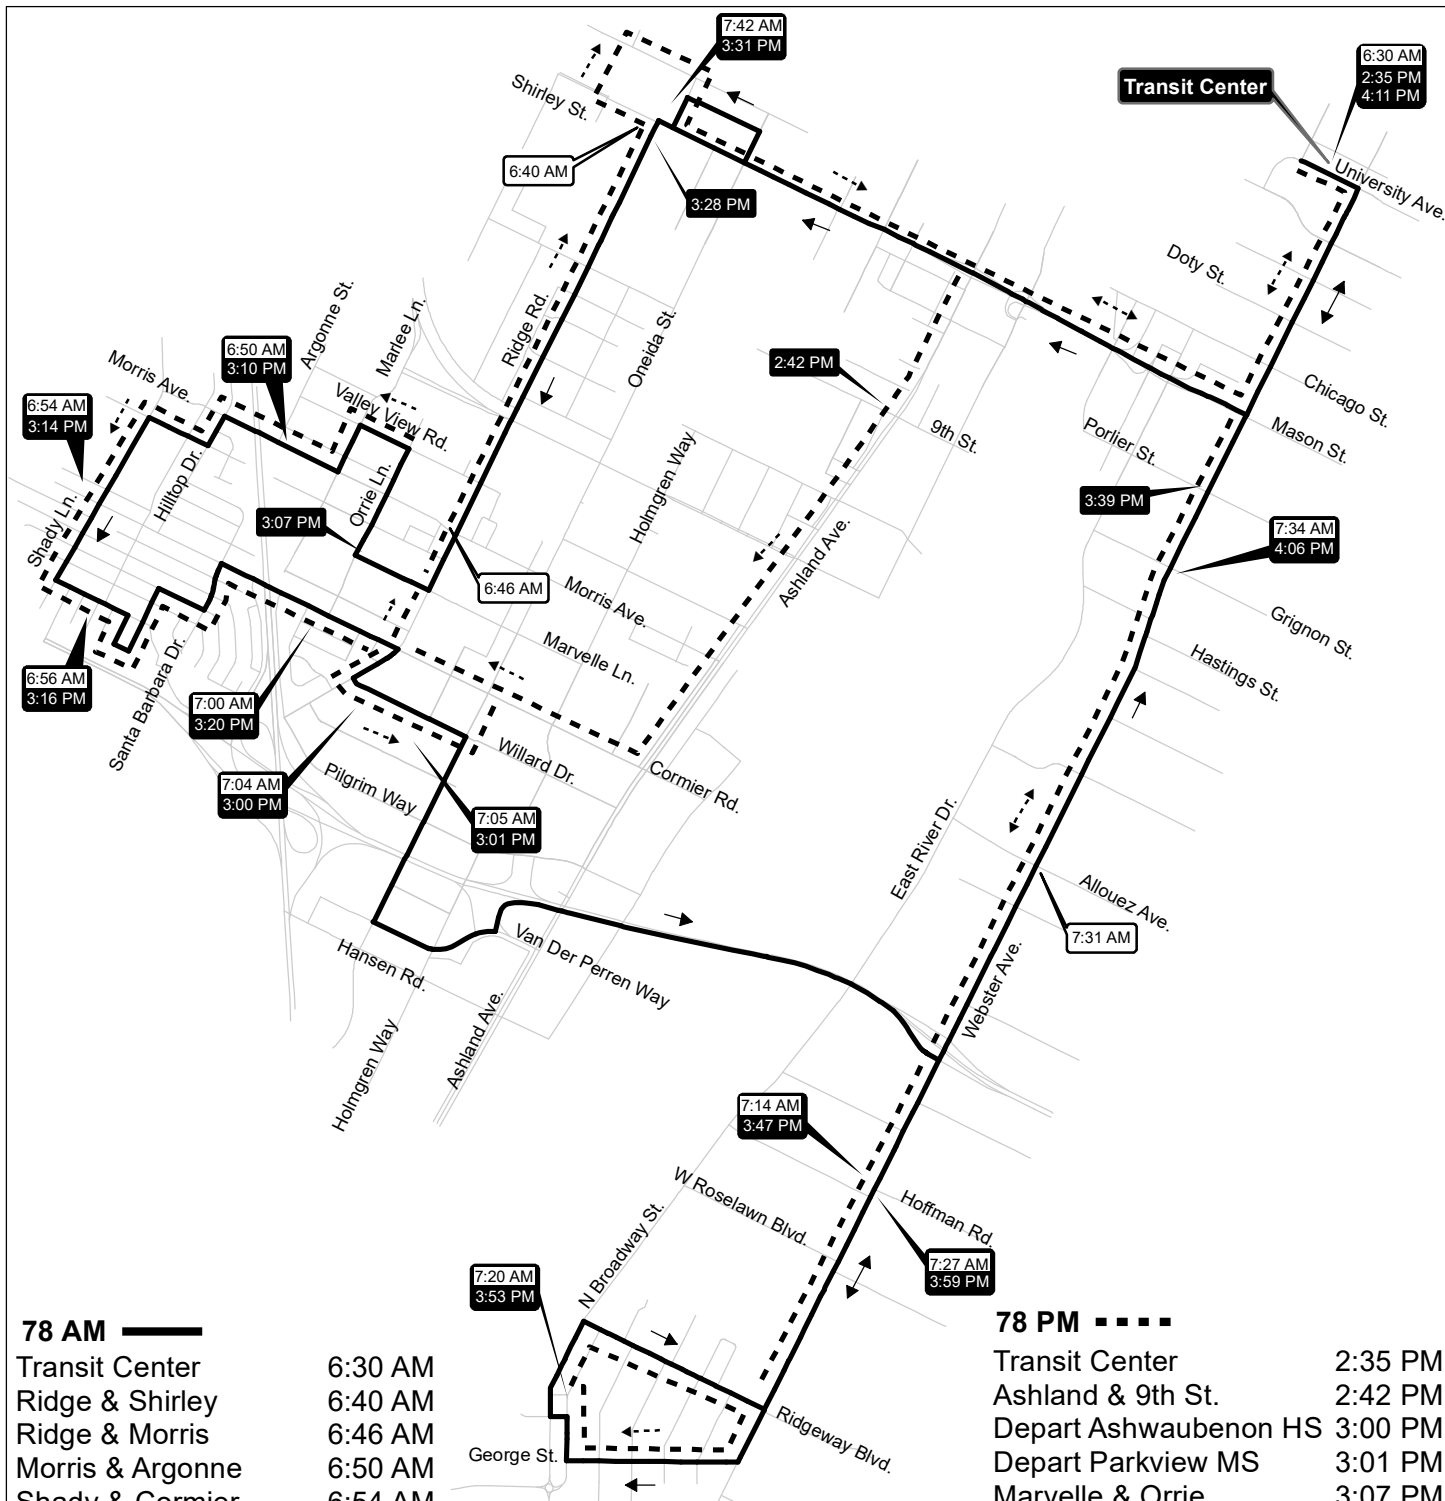 7:42 AM
3:31 PM
6:30 AM
2:35 PM
4:11 PM
Transit Center
Shirley St.
6:40 AM
3:28 PM
University Ave.
Doty St.
Argonne St.
Marlee Ln.
Ridge Rd.
Oneida St.
6:50 AM
3:10 PM
2:42 PM
Morris Ave.
Valley View Rd.
Chicago St.
6:54 AM
3:14 PM
9th St.
Porlier St.
Mason St.
Hilltop Dr.
Orrie Ln.
Holmgren Way
3:39 PM
Shady Ln.
3:07 PM
7:34 AM
4:06 PM
Ashland Ave.
6:46 AM
Morris Ave.
Grignon St.
Marvelle Ln.
Hastings St.
6:56 AM
3:16 PM
Santa Barbara Dr.
7:00 AM
3:20 PM
Willard Dr.
Cormier Rd.
7:04 AM
3:00 PM
Pilgrim Way
7:05 AM
3:01 PM
East River Dr.
Allouez Ave.
7:31 AM
Hansen Rd.
Van Der Perren Way
Webster Ave.
Ashland Ave.
Holmgren Way
7:14 AM
3:47 PM
W Roselawn Blvd.
Hoffman Rd.
N Broadway St.
7:27 AM
3:59 PM
7:20 AM
3:53 PM
Ridgeway Blvd.
George St.
78 AM
Transit Center 6:30 AM
Ridge & Shirley 6:40 AM
Ridge & Morris 6:46 AM
Morris & Argonne 6:50 AM
Shady & Cormier 6:54 AM
78 PM
Transit Center 2:35 PM
Ashland & 9th St. 2:42 PM
Depart Ashwaubenon HS 3:00 PM
Depart Parkview MS 3:01 PM
Marvelle & Orrie 3:07 PM